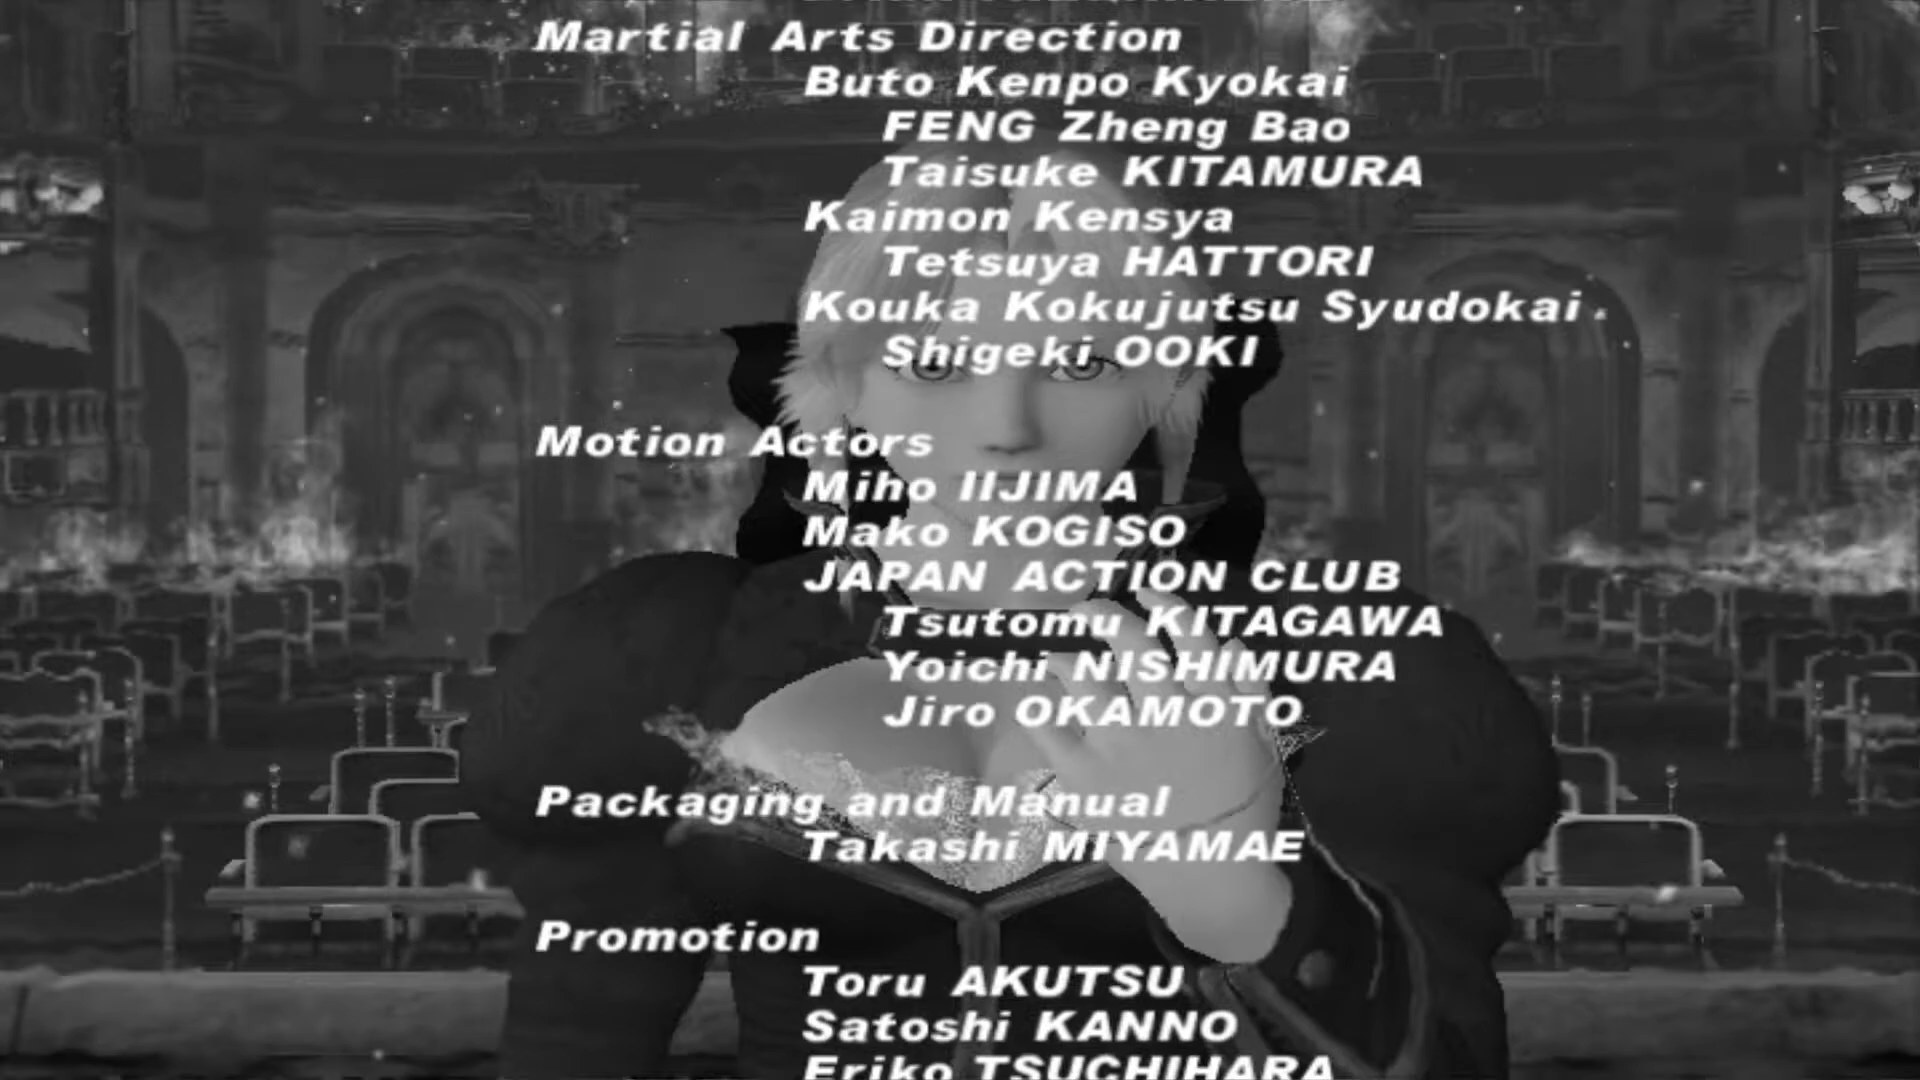 Martial Arts Direction
Buto Kenpo Kyokai
FENG Zheng Bao
Taisuke KITAMURA
Kaimon Kensya
Tetsuya HATTORI
Kouka Kokujutsu Syudokai
Shigeki OOKI
Motion Actors
Miho IIJIMA
Mako KOGISO
JAPAN ACTION CLUB
Tsutomu KITAGAWA
Yoichi NISHIMURA
Jiro OKAMOTO
Packaging and Manual
Takashi MIYAMAE
Promotion
Toru AKUTSU
Satoshi KANNO
Eriko TSUCHIHARA